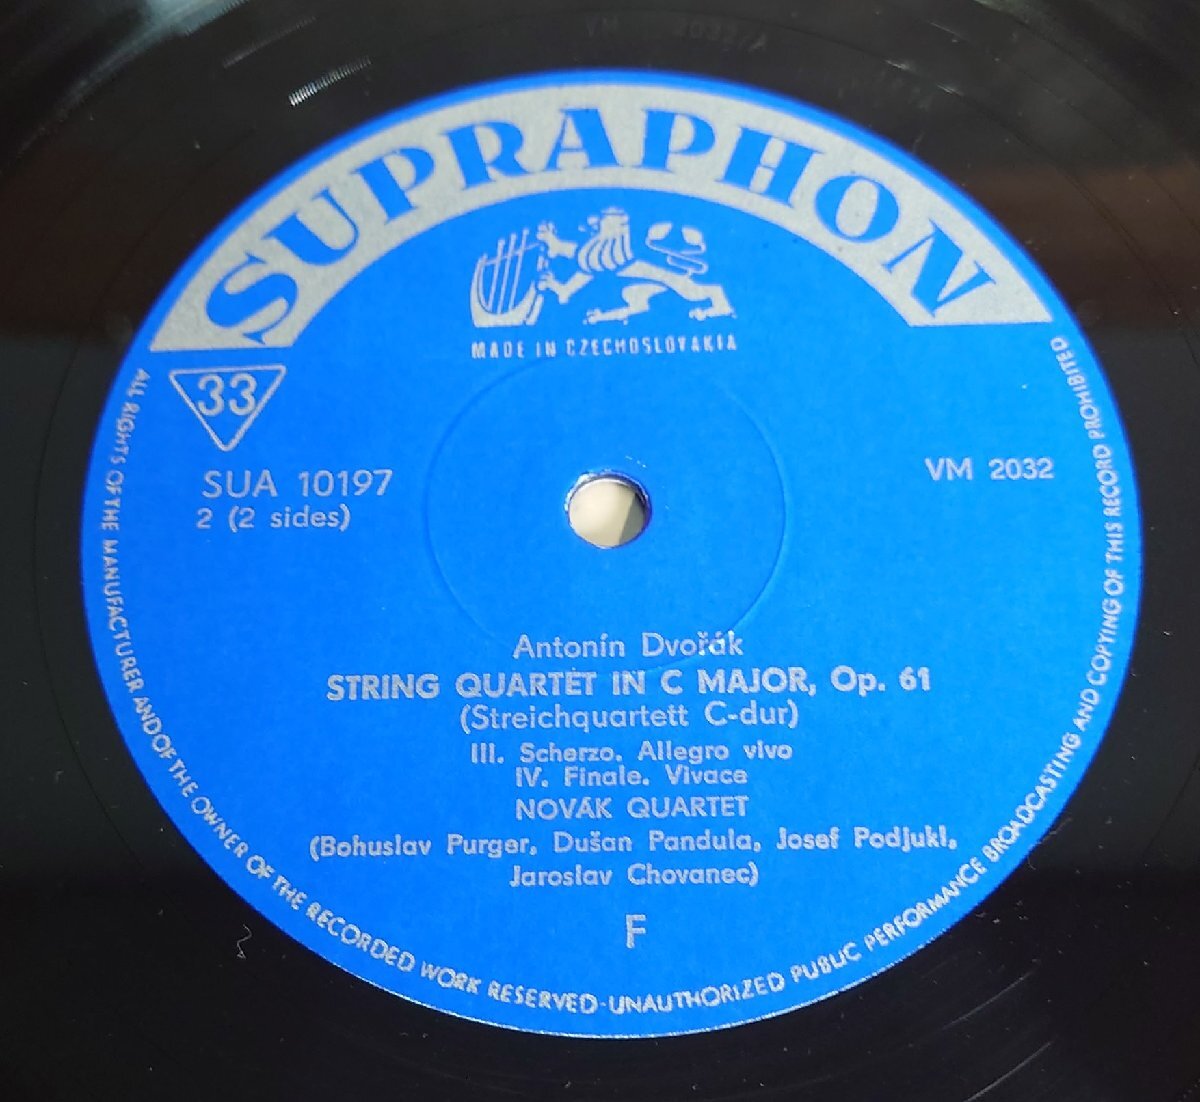 SUPRAPHON
MADE IN CZECHOSLOVAKIA
33
SUA 10197
2 (2 sides)
VM 2032
Antonín Dvořák
STRING QUARTET IN C MAJOR, Op. 61
(Streichquartett C-dur)
III. Scherzo. Allegro vivo
IV. Finale. Vivace
NOVÁK QUARTET
(Bohuslav Purger, Dušan Pandula, Josef Podjukl,
Jaroslav Chovanec)
F
ALL RIGHTS OF THE MANUFACTURER AND OF THE OWNER OF THE RECORDED WORK RESERVED-UNAUTHORIZED PUBLIC PERFORMANCE BROADCASTING AND COPYING OF THIS RECORD PROHIBITED